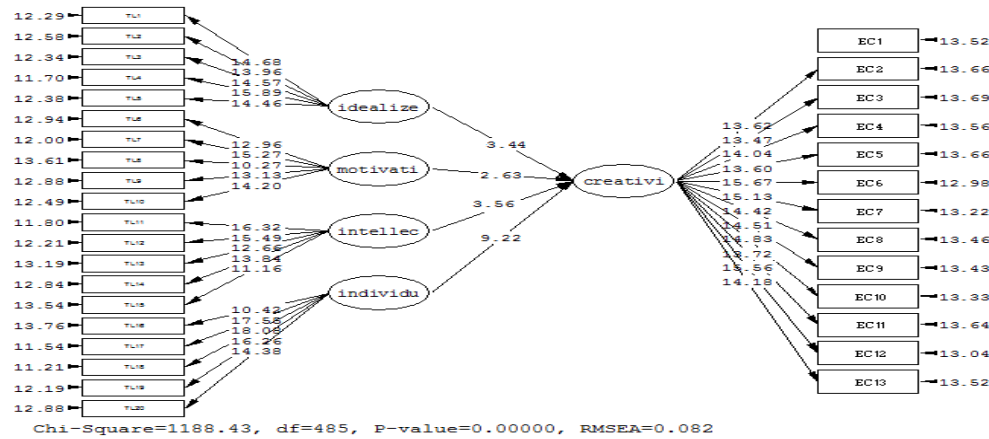 12.29 TL1
12.58 TL2
12.34 TL3
11.70 TL4
12.38 TL5
12.94 TL6
12.00 TL7
13.61 TL8
12.88 TL9
12.49 TL10
11.80 TL11
12.21 TL12
13.19 TL13
12.84 TL14
13.54 TL15
13.76 TL16
11.54 TL17
11.21 TL18
12.19 TL19
12.88 TL20
14.68
13.96
14.57
15.89
14.46
12.96
15.27
10.27
13.13
14.20
16.32
15.49
12.66
13.84
11.16
10.42
17.58
18.08
16.26
14.38
idealize
motivati
intellec
individu
3.44
2.63
3.56
9.22
creativi
13.62
13.47
14.04
13.60
15.67
15.13
14.42
14.51
14.83
13.72
15.56
14.18
EC1 13.52
EC2 13.66
EC3 13.69
EC4 13.56
EC5 13.66
EC6 12.98
EC7 13.22
EC8 13.46
EC9 13.43
EC10 13.33
EC11 13.64
EC12 13.04
EC13 13.52
Chi-Square=1188.43, df=485, P-value=0.00000, RMSEA=0.082